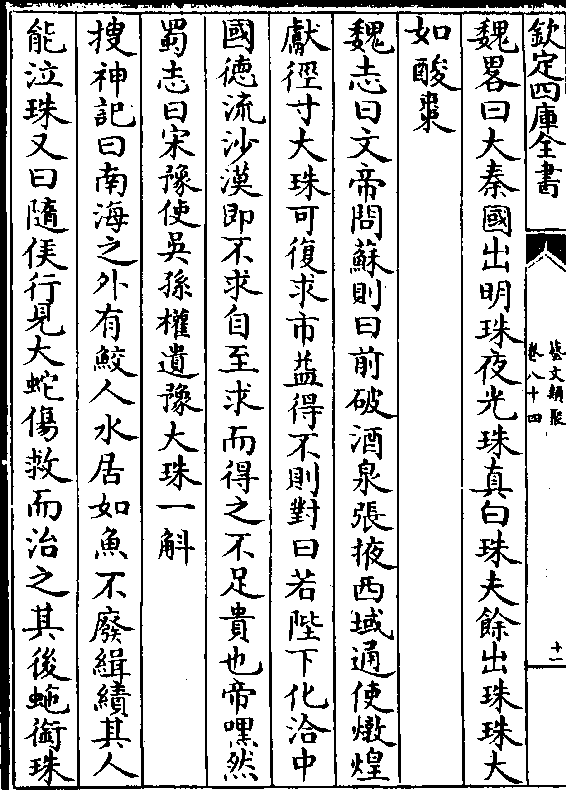 欽定四庫全書
藝文類聚
卷八十四
十一
魏畧曰大秦國出明珠夜光珠真白珠夫餘出珠珠大
如酸棗
魏志曰文帝問蘇則曰前破酒泉張掖西域通使燉煌
獻徑寸大珠可復求市益得不則對曰若陛下化洽中
國德流沙漠即不求自至求而得之不足貴也帝嘿然
蜀志曰宋豫使吳孫權遺豫大珠一斛
搜神記曰南海之外有鮫人水居如魚不廢緝績其人
能泣珠又曰隨侯行見大蛇傷救而治之其後虵銜珠